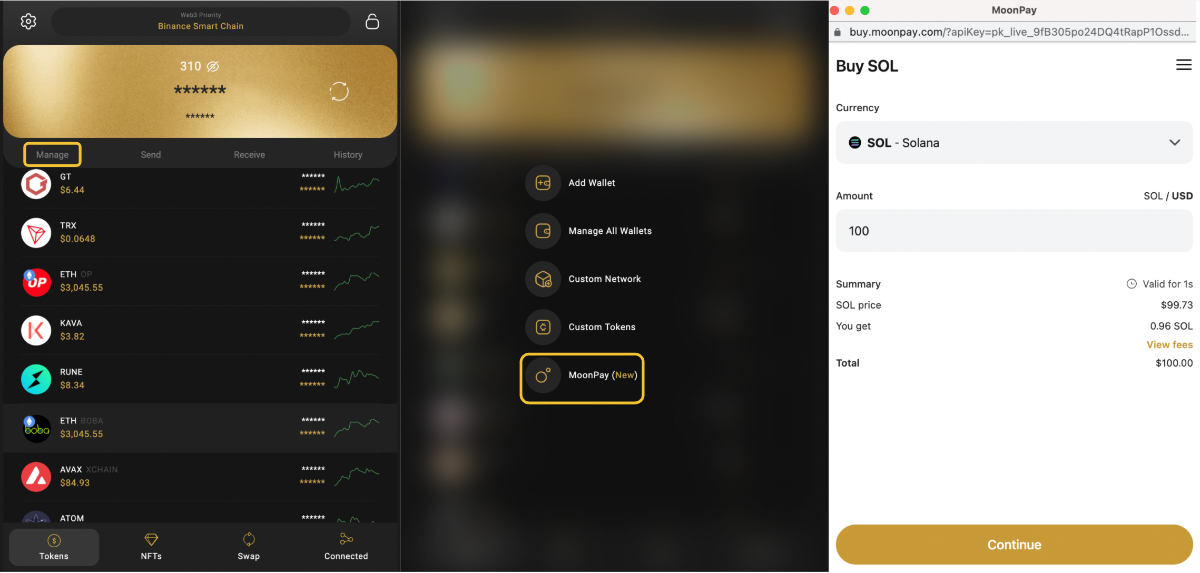 Web3 Priority
Binance Smart Chain
310
******
******
Manage
Send
Receive
History
GT
******
$6.44
******
TRX
******
$0.0648
******
ETH OP
******
$3,045.55
******
KAVA
******
$3.82
******
RUNE
******
$8.34
******
ETH BOBA
******
$3,045.55
******
AVAX XCHAIN
******
$84.93
******
ATOM
******
Tokens
NFTs
Swap
Connected
OP
boba
Add Wallet
Manage All Wallets
Custom Network
Custom Tokens
MoonPay (New)
MoonPay
buy.moonpay.com/?apiKey=pk_live_9fB305po24DQ4tRapP1Ossd...
Buy SOL
Currency
SOL - Solana
Amount
SOL / USD
100
Summary
Valid for 1s
SOL price
$99.73
You get
0.96 SOL
View fees
Total
$100.00
Continue